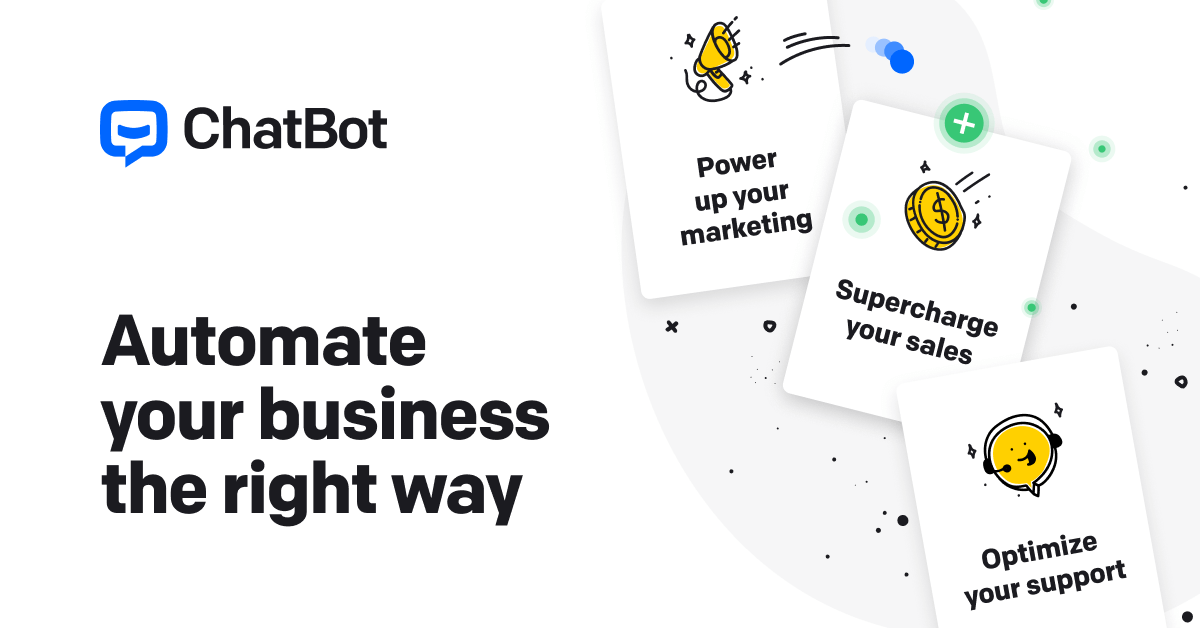 ChatBot
Automate
your business
the right way
Power
up your
marketing
$
Supercharge
your sales
Optimize
your support